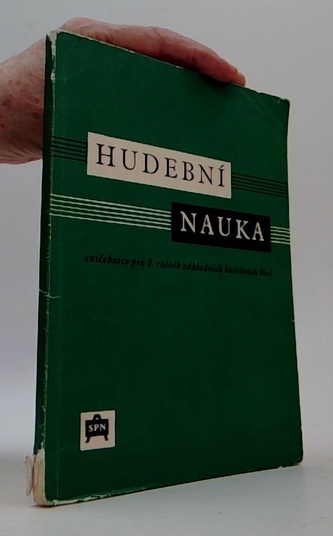 HUDEBNÍ
NAUKA
cvičebnice pro 2. ročník základních hudebních škol
SPN